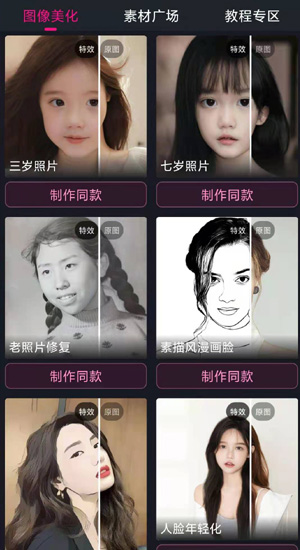 图像美化 素材广场 教程专区
特效 原图 特效 原图
三岁照片 七岁照片
制作同款 制作同款
特效 原图 特效 原图
老照片修复 素描风漫画脸
制作同款 制作同款
特效 原图 特效 原图
人脸年轻化